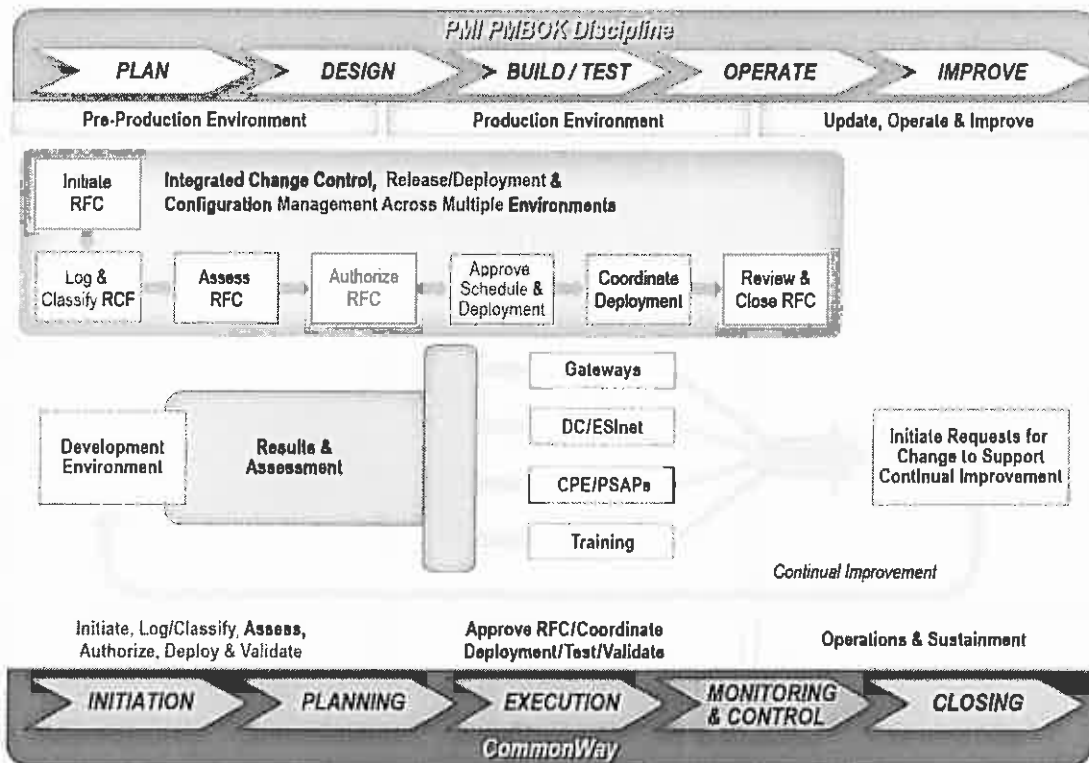 PMI PMBOK Discipline
PLAN
DESIGN
BUILD / TEST
OPERATE
IMPROVE
Pre-Production Environment
Production Environment
Update, Operate & Improve
Initiate
RFC
Integrated Change Control, Release/Deployment &
Configuration Management Across Multiple Environments
Log &
Classify RCF
Assess
RFC
Authorize
RFC
Approve
Schedule &
Deployment
Coordinate
Deployment
Review &
Close RFC
Gateways
DC/ESInet
CPE/PSAPs
Training
Development
Environment
Results &
Assessment
Initiate Requests for
Change to Support
Continual Improvement
Continual Improvement
Initiate, Log/Classify, Assess,
Authorize, Deploy & Validate
Approve RFC/Coordinate
Deployment/Test/Validate
Operations & Sustainment
INITIATION
PLANNING
EXECUTION
MONITORING
& CONTROL
CLOSING
CommonWay